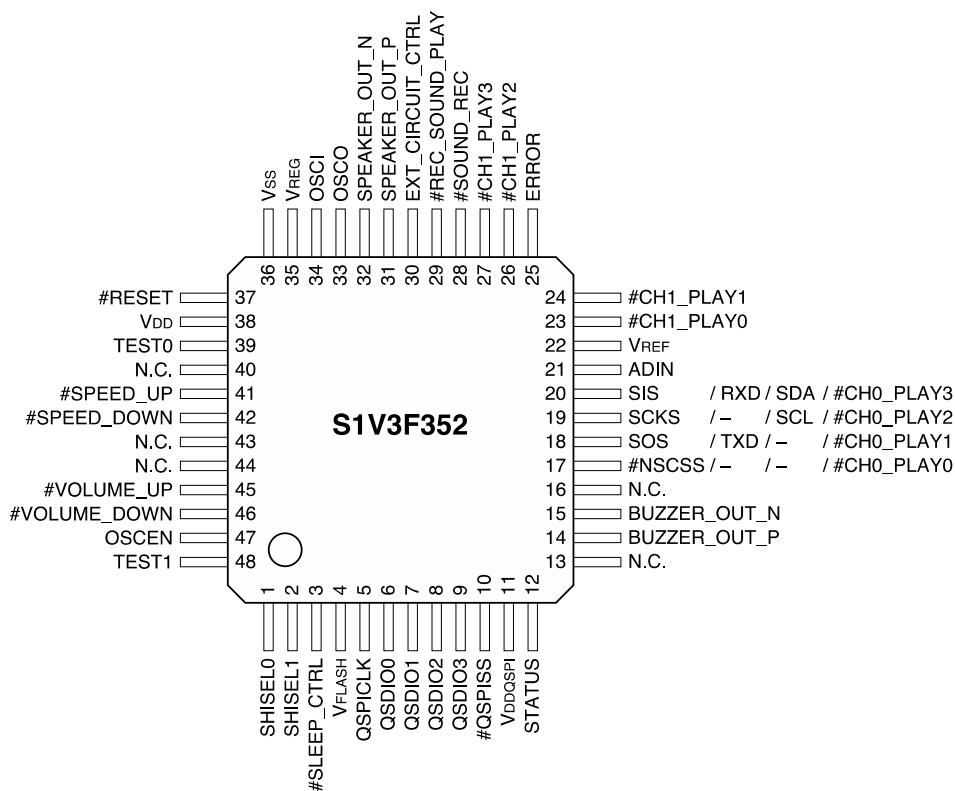 SPEAKER_OUT_N
SPEAKER_OUT_P
EXT_CIRCUIT_CTRL
#REC_SOUND_PLAY
#SOUND_REC
#CH1_PLAY3
#CH1_PLAY2
ERROR
VSS
VREG
OSCI
OSCO
36 35 34 33 32 31 30 29 28 27 26 25
#RESET 37
VDD 38
TEST0 39
N.C. 40
#SPEED_UP 41
#SPEED_DOWN 42
N.C. 43
N.C. 44
#VOLUME_UP 45
#VOLUME_DOWN 46
OSCEN 47
TEST1 48
S1V3F352
24 #CH1_PLAY1
23 #CH1_PLAY0
22 VREF
21 ADIN
20 SIS / RXD / SDA / #CH0_PLAY3
19 SCKS / – / SCL / #CH0_PLAY2
18 SOS / TXD / – / #CH0_PLAY1
17 #NSCSS / – / – / #CH0_PLAY0
16 N.C.
15 BUZZER_OUT_N
14 BUZZER_OUT_P
13 N.C.
1 2 3 4 5 6 7 8 9 10 11 12
SHISEL0
SHISEL1
#SLEEP_CTRL
VFLASH
QSPICLK
QSDIO0
QSDIO1
QSDIO2
QSDIO3
#QSPISS
VDDQSPI
STATUS